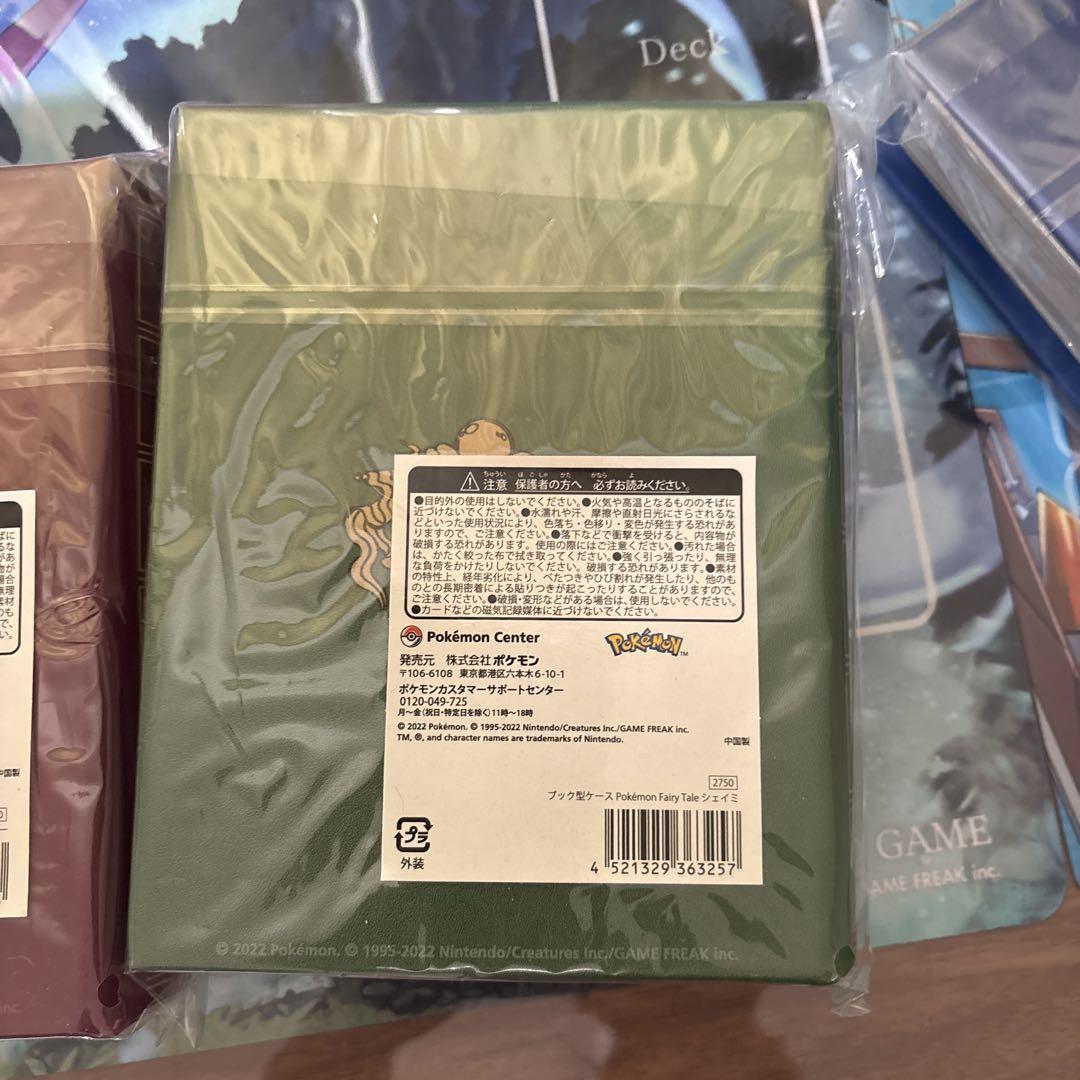 Deck
注意 保護者の方へ 必ずお読みください。
●目的外の使用はしないでください。●火気や高温となるもののそばに
近づけないでください。●水濡れや汗、摩擦や直射日光にさらされるな
どといった使用状況により、色落ち・色移り・変色が発生する恐れがあ
りますので、ご注意ください。●落下などで衝撃を受けると、内容物が
破損する恐れがあります。使用の際にはご注意ください。●汚れた場合
は、かたく絞った布で拭き取ってください。●強く引っ張ったり、無理
な負荷をかけたりしないでください。破損する恐れがあります。●素材
の特性上、経年劣化により、べたつきやひび割れが発生したり、他のも
のとの長期密着による貼りつきが起こったりすることがありますので、
ご注意ください。●破損・変形などがある場合は、使用しないでください。
●カードなどの磁気記録媒体に近づけないでください。
Pokémon Center
POKéMON™
発売元 株式会社ポケモン
〒106-6108 東京都港区六本木6-10-1
ポケモンカスタマーサポートセンター
0120-049-725
月~金(祝日・特定日を除く)11時~18時
© 2022 Pokémon. © 1995-2022 Nintendo/Creatures Inc./GAME FREAK inc.
TM, ®, and character names are trademarks of Nintendo.
中国製
2750
ブック型ケース Pokémon Fairy Tale シェイミ
プラ
外装
4 521329 363257
© 2022 Pokémon. © 1995-2022 Nintendo/Creatures Inc./GAME FREAK inc.
GAME
AME FREAK inc.
中国製
inc.